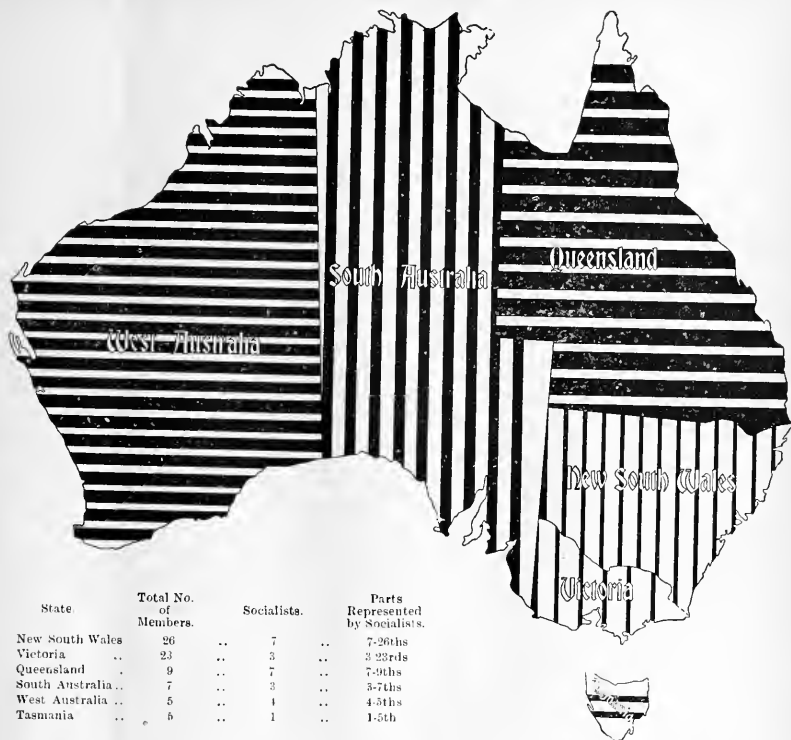 Queensland
South Australia
West Australia
New South Wales
Victoria
State. Total No. of Members. Socialists. Parts Represented by Socialists.
New South Wales 26 .. 7 .. 7-26ths
Victoria .. 23 .. 3 .. 3 23rds
Queensland . 9 .. 7 .. 7-9ths
South Australia .. 7 .. 3 .. 3-7ths
West Australia .. 5 .. 4 .. 4-5ths
Tasmania .. 5 .. 1 .. 1-5th